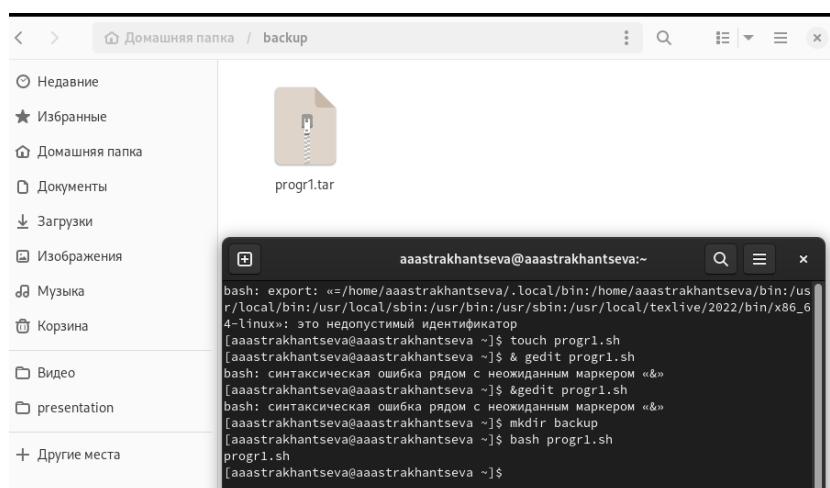 Домашняя папка / backup
Недавние
Избранные
Домашняя папка
Документы
Загрузки
Изображения
Музыка
Корзина
Видео
presentation
Другие места
progr1.tar
aaastrakhantseva@aaastrakhantseva:~
bash: export: «=/home/aaastrakhantseva/.local/bin:/home/aaastrakhantseva/bin:/us
r/local/bin:/usr/local/sbin:/usr/bin:/usr/sbin:/usr/local/texlive/2022/bin/x86_6
4-linux»: это недопустимый идентификатор
[aaastrakhantseva@aaastrakhantseva ~]$ touch progr1.sh
[aaastrakhantseva@aaastrakhantseva ~]$ & gedit progr1.sh
bash: синтаксическая ошибка рядом с неожиданным маркером «&»
[aaastrakhantseva@aaastrakhantseva ~]$ &gedit progr1.sh
bash: синтаксическая ошибка рядом с неожиданным маркером «&»
[aaastrakhantseva@aaastrakhantseva ~]$ mkdir backup
[aaastrakhantseva@aaastrakhantseva ~]$ bash progr1.sh
progr1.sh
[aaastrakhantseva@aaastrakhantseva ~]$